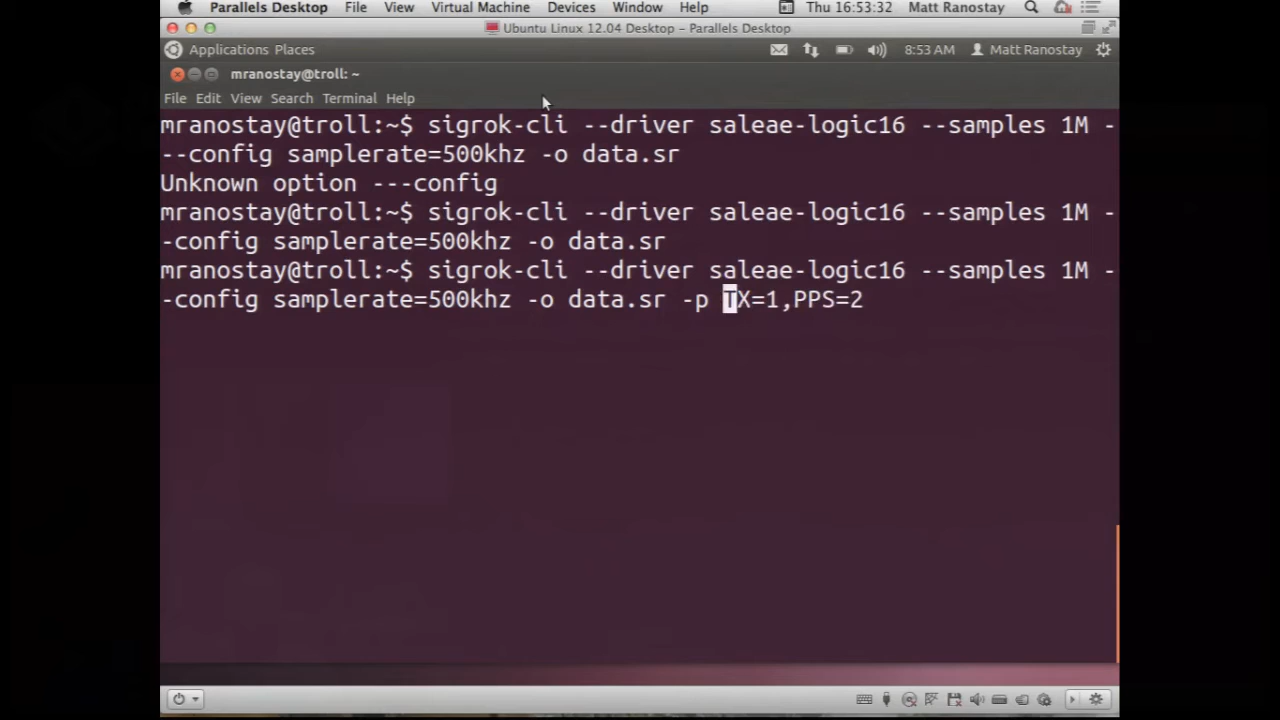 Parallels Desktop File View Virtual Machine Devices Window Help Thu 16:53:32 Matt Ranostay
Ubuntu Linux 12.04 Desktop - Parallels Desktop
Applications Places 8:53 AM Matt Ranostay
mranostay@troll: ~
File Edit View Search Terminal Help
mranostay@troll:~$ sigrok-cli --driver saleae-logic16 --samples 1M -
--config samplerate=500khz -o data.sr
Unknown option ---config
mranostay@troll:~$ sigrok-cli --driver saleae-logic16 --samples 1M -
-config samplerate=500khz -o data.sr
mranostay@troll:~$ sigrok-cli --driver saleae-logic16 --samples 1M -
-config samplerate=500khz -o data.sr -p TX=1,PPS=2